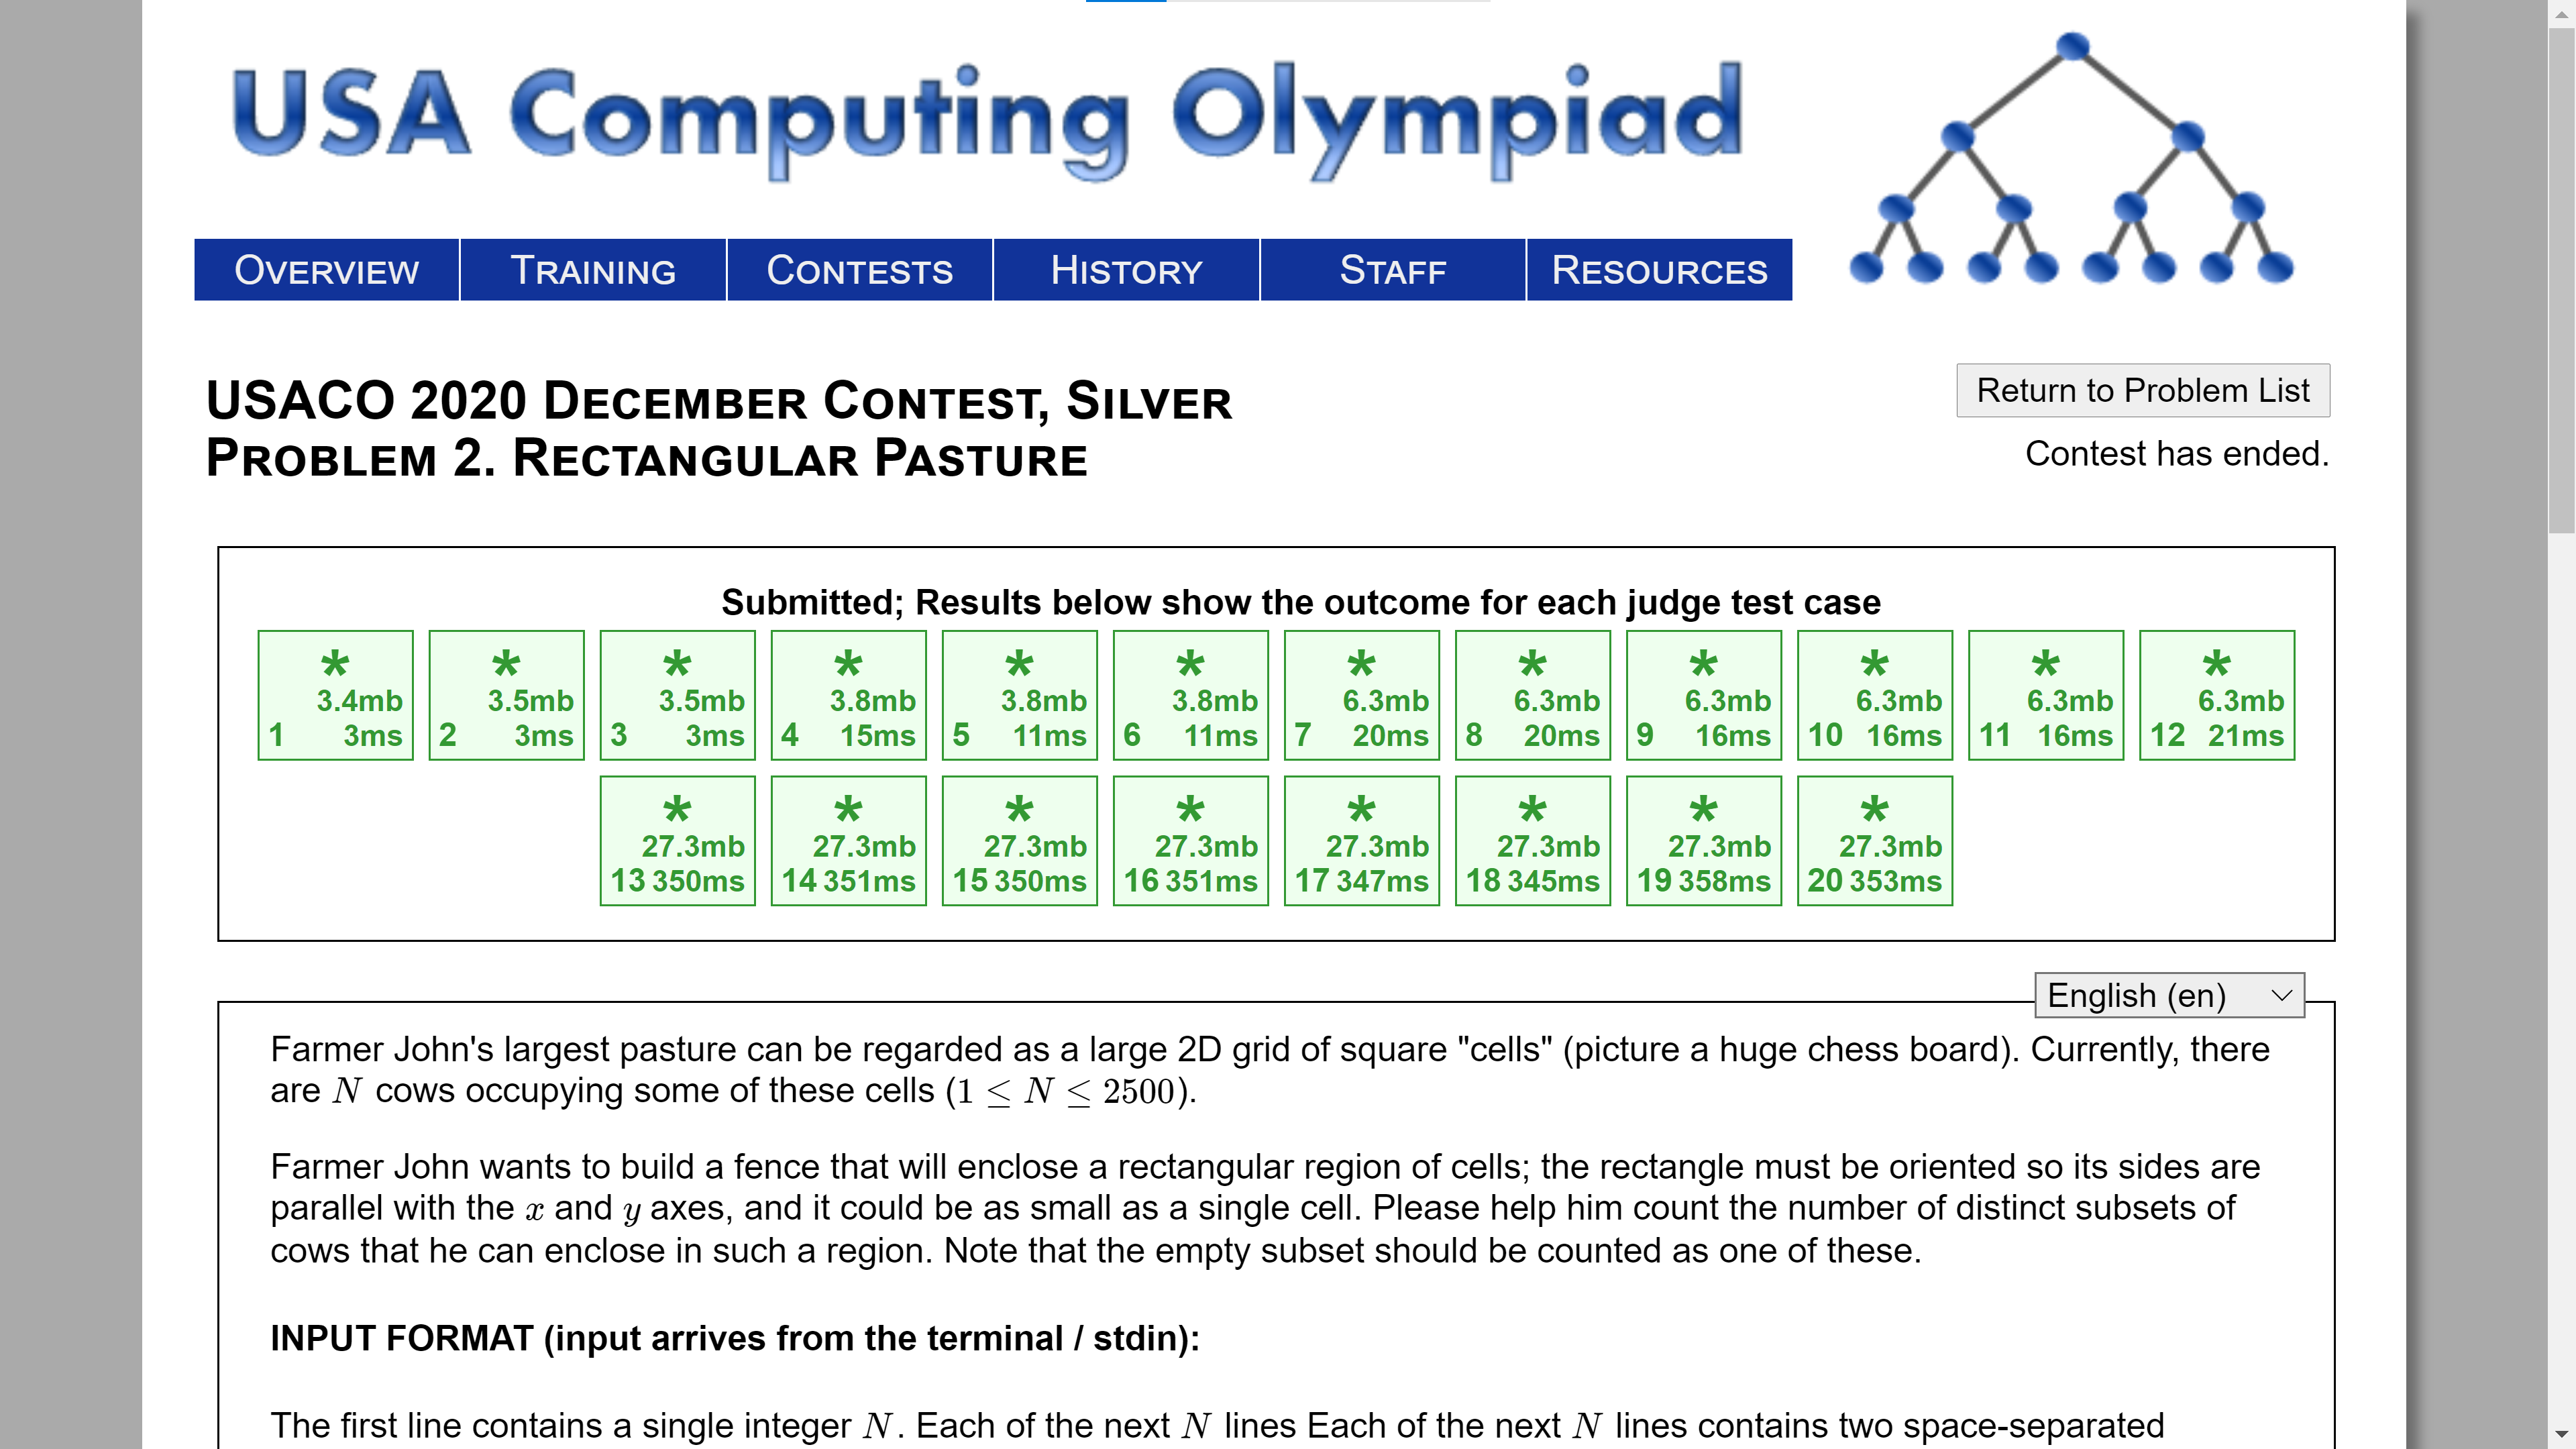 USA Computing Olympiad
OVERVIEW TRAINING CONTESTS HISTORY STAFF RESOURCES
USACO 2020 DECEMBER CONTEST, SILVER
PROBLEM 2. RECTANGULAR PASTURE
Return to Problem List
Contest has ended.
Submitted; Results below show the outcome for each judge test case
* * * * * * * * * * * *
3.4mb 3.5mb 3.5mb 3.8mb 3.8mb 3.8mb 6.3mb 6.3mb 6.3mb 6.3mb 6.3mb 6.3mb
1 3ms 2 3ms 3 3ms 4 15ms 5 11ms 6 11ms 7 20ms 8 20ms 9 16ms 10 16ms 11 16ms 12 21ms
* * * * * * * *
27.3mb 27.3mb 27.3mb 27.3mb 27.3mb 27.3mb 27.3mb 27.3mb
13 350ms 14 351ms 15 350ms 16 351ms 17 347ms 18 345ms 19 358ms 20 353ms
English (en)
Farmer John's largest pasture can be regarded as a large 2D grid of square "cells" (picture a huge chess board). Currently, there
are N cows occupying some of these cells (1 ≤ N ≤ 2500).
Farmer John wants to build a fence that will enclose a rectangular region of cells; the rectangle must be oriented so its sides are
parallel with the x and y axes, and it could be as small as a single cell. Please help him count the number of distinct subsets of
cows that he can enclose in such a region. Note that the empty subset should be counted as one of these.
INPUT FORMAT (input arrives from the terminal / stdin):
The first line contains a single integer N. Each of the next N lines Each of the next N lines contains two space-separated